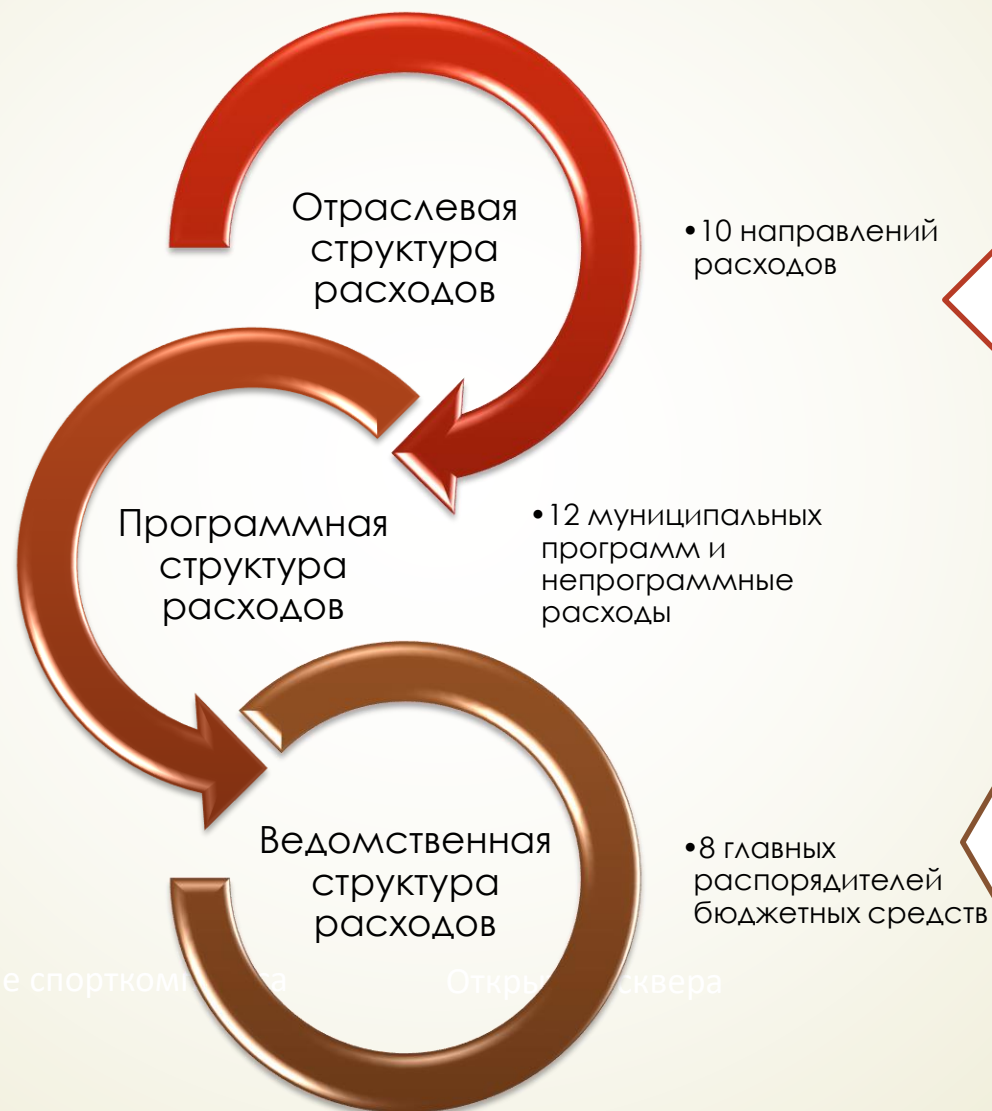 Отраслевая
структура
расходов
•10 направлений
расходов
Программная
структура
расходов
•12 муниципальных
программ и
непрограммные
расходы
Ведомственная
структура
расходов
•8 главных
распорядителей
бюджетных средств